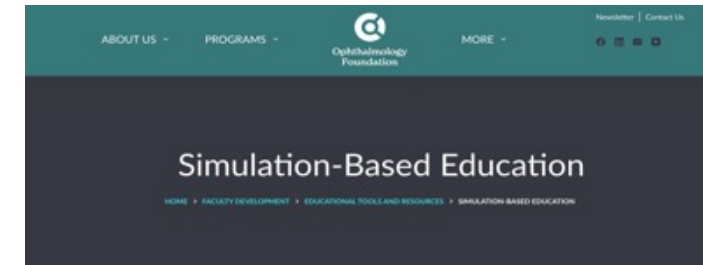 Newsletter | Contact Us
ABOUT US PROGRAMS MORE
Ophthalmology
Foundation
Simulation-Based Education
HOME > FACULTY DEVELOPMENT > EDUCATIONAL TOOLS AND RESOURCES > SIMULATION-BASED EDUCATION